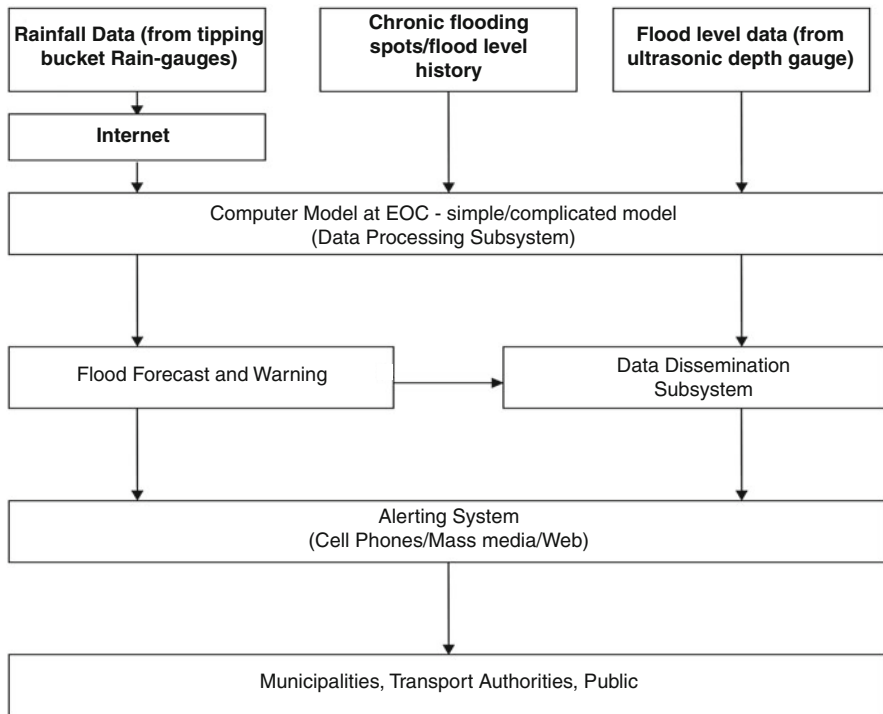 Rainfall Data (from tipping
bucket Rain-gauges)
Chronic flooding
spots/flood level
history
Flood level data (from
ultrasonic depth gauge)
Internet
Computer Model at EOC - simple/complicated model
(Data Processing Subsystem)
Flood Forecast and Warning
Data Dissemination
Subsystem
Alerting System
(Cell Phones/Mass media/Web)
Municipalities, Transport Authorities, Public